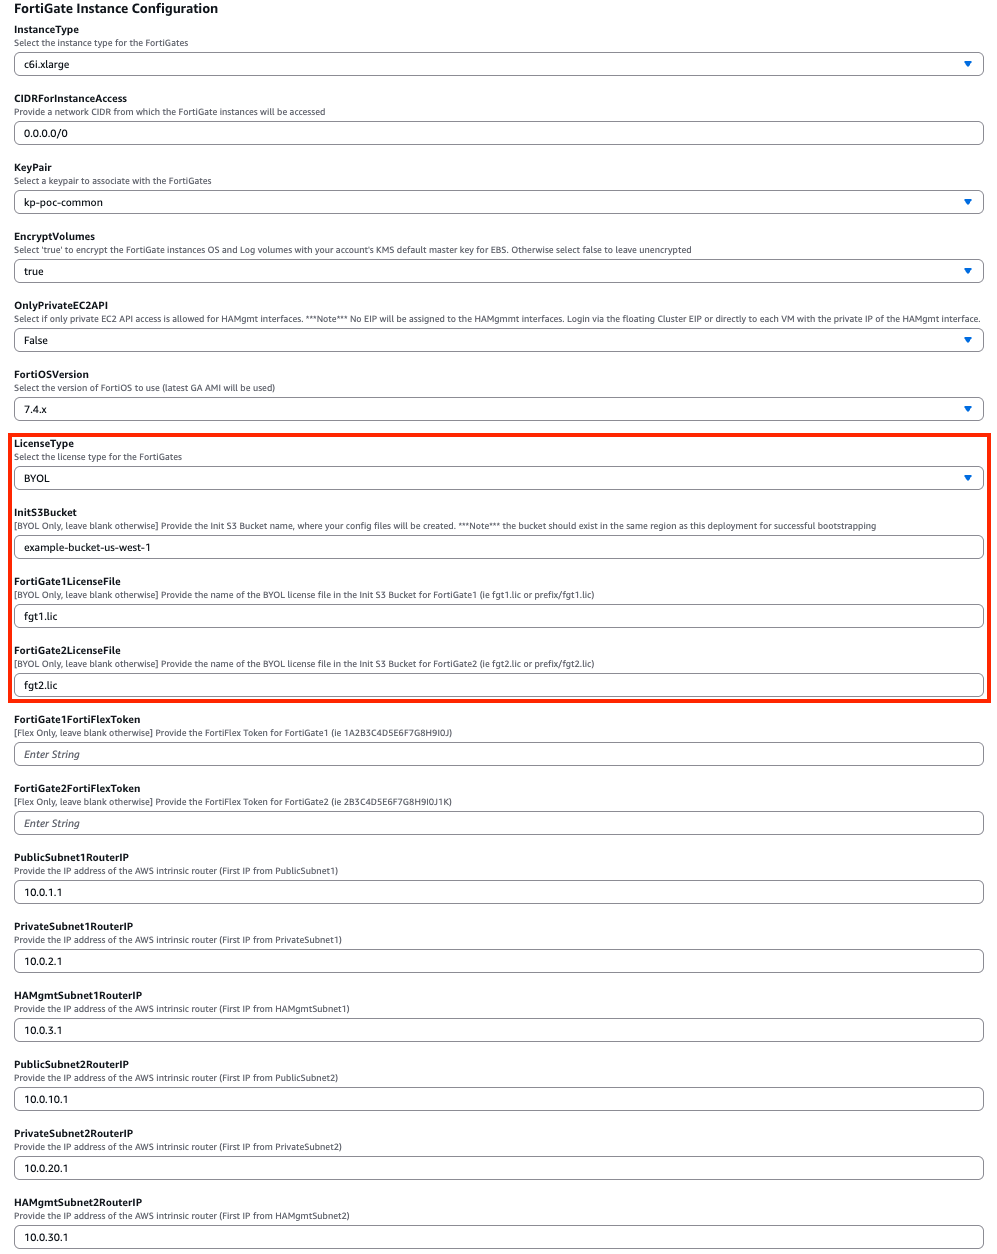 FortiGate Instance Configuration
InstanceType
Select the instance type for the FortiGates
c6i.xlarge
CIDRForInstanceAccess
Provide a network CIDR from which the FortiGate instances will be accessed
0.0.0.0/0
KeyPair
Select a keypair to associate with the FortiGates
kp-poc-common
EncryptVolumes
Select 'true' to encrypt the FortiGate instances OS and Log volumes with your account's KMS default master key for EBS. Otherwise select false to leave unencrypted
true
OnlyPrivateEC2API
Select if only private EC2 API access is allowed for HAMgmt interfaces. ***Note*** No EIP will be assigned to the HAMgmmt interfaces. Login via the floating Cluster EIP or directly to each VM with the private IP of the HAMgmt interface.
False
FortiOSVersion
Select the version of FortiOS to use (latest GA AMI will be used)
7.4.x
LicenseType
Select the license type for the FortiGates
BYOL
InitS3Bucket
[BYOL Only, leave blank otherwise] Provide the Init S3 Bucket name, where your config files will be created. ***Note*** the bucket should exist in the same region as this deployment for successful bootstrapping
example-bucket-us-west-1
FortiGate1LicenseFile
[BYOL Only, leave blank otherwise] Provide the name of the BYOL license file in the Init S3 Bucket for FortiGate1 (ie fgt1.lic or prefix/fgt1.lic)
fgt1.lic
FortiGate2LicenseFile
[BYOL Only, leave blank otherwise] Provide the name of the BYOL license file in the Init S3 Bucket for FortiGate2 (ie fgt2.lic or prefix/fgt2.lic)
fgt2.lic
FortiGate1FortiFlexToken
[Flex Only, leave blank otherwise] Provide the FortiFlex Token for FortiGate1 (ie 1A2B3C4D5E6F7G8H9I0J)
Enter String
FortiGate2FortiFlexToken
[Flex Only, leave blank otherwise] Provide the FortiFlex Token for FortiGate2 (ie 2B3C4D5E6F7G8H9I0J1K)
Enter String
PublicSubnet1RouterIP
Provide the IP address of the AWS intrinsic router (First IP from PublicSubnet1)
10.0.1.1
PrivateSubnet1RouterIP
Provide the IP address of the AWS intrinsic router (First IP from PrivateSubnet1)
10.0.2.1
HAMgmtSubnet1RouterIP
Provide the IP address of the AWS intrinsic router (First IP from HAMgmtSubnet1)
10.0.3.1
PublicSubnet2RouterIP
Provide the IP address of the AWS intrinsic router (First IP from PublicSubnet2)
10.0.10.1
PrivateSubnet2RouterIP
Provide the IP address of the AWS intrinsic router (First IP from PrivateSubnet2)
10.0.20.1
HAMgmtSubnet2RouterIP
Provide the IP address of the AWS intrinsic router (First IP from HAMgmtSubnet2)
10.0.30.1